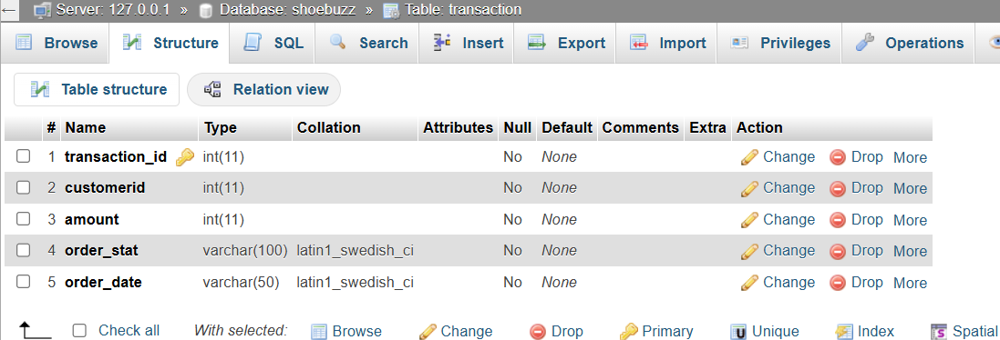 Server: 127.0.0.1 » Database: shoebuzz » Table: transaction
Browse Structure SQL Search Insert Export Import Privileges Operations
Table structure Relation view
# Name Type Collation Attributes Null Default Comments Extra Action
1 transaction_id int(11) No None Change Drop More
2 customerid int(11) No None Change Drop More
3 amount int(11) No None Change Drop More
4 order_stat varchar(100) latin1_swedish_ci No None Change Drop More
5 order_date varchar(50) latin1_swedish_ci No None Change Drop More
Check all With selected: Browse Change Drop Primary Unique Index Spatial